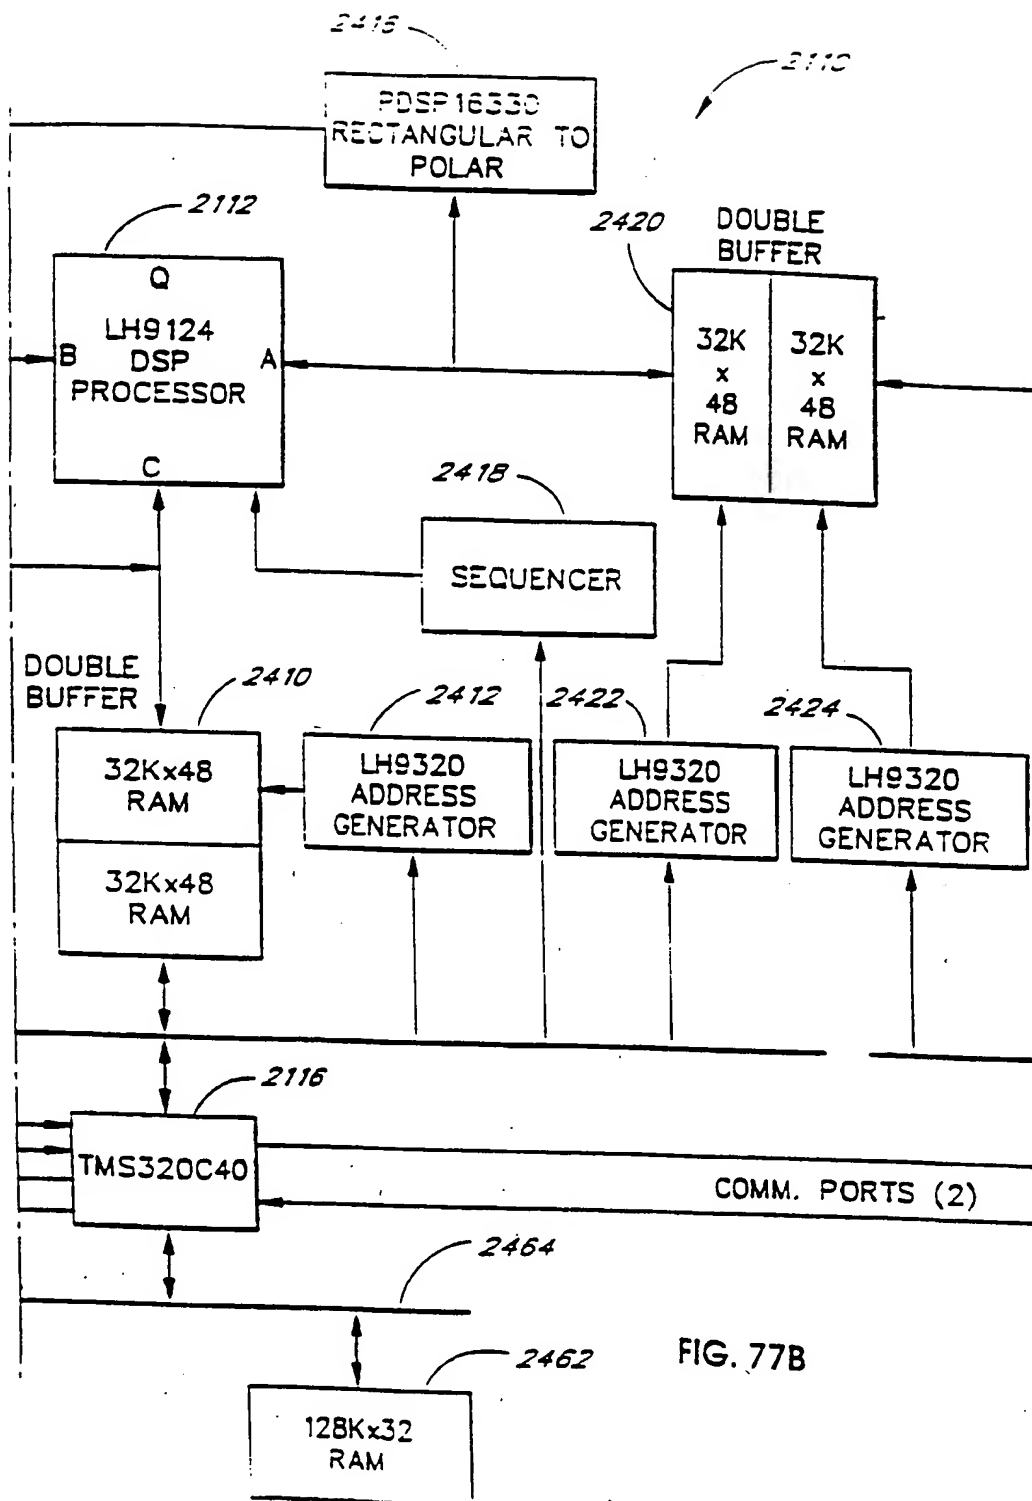 2416
2110
PDSP16330
RECTANGULAR TO
POLAR
2112
2420
DOUBLE
BUFFER
Q
LH9124
DSP
PROCESSOR
B
A
C
32K
x
48
RAM
32K
x
48
RAM
2418
SEQUENCER
DOUBLE
BUFFER
2410
2412
2422
2424
32Kx48
RAM
32Kx48
RAM
LH9320
ADDRESS
GENERATOR
LH9320
ADDRESS
GENERATOR
LH9320
ADDRESS
GENERATOR
2116
TMS320C40
COMM. PORTS (2)
2464
2462
128Kx32
RAM
FIG. 77B